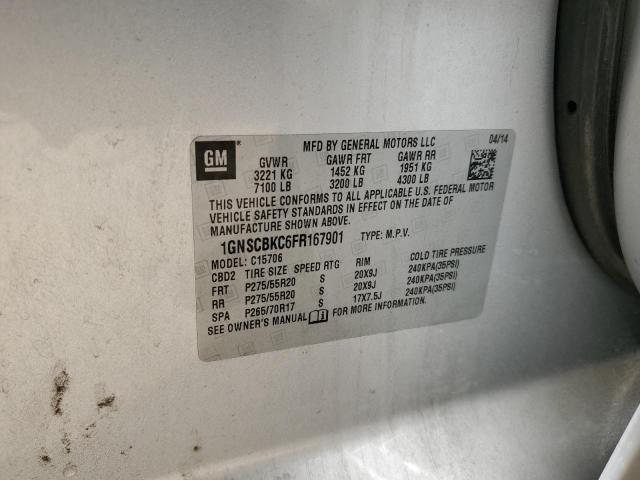 04/14
MFD BY GENERAL MOTORS LLC
GM
GVWR GAWR FRT GAWR RR
3221 KG 1452 KG 1951 KG
7100 LB 3200 LB 4300 LB
THIS VEHICLE CONFORMS TO ALL APPLICABLE U.S. FEDERAL MOTOR
VEHICLE SAFETY STANDARDS IN EFFECT ON THE DATE OF
MANUFACTURE SHOWN ABOVE.
1GNSCBKC6FR167901 TYPE: M.P.V.
MODEL: C15706
CBD2 TIRE SIZE SPEED RTG RIM COLD TIRE PRESSURE
FRT P275/55R20 S 20X9J 240KPA(35PSI)
RR P275/55R20 S 20X9J 240KPA(35PSI)
SPA P265/70R17 S 17X7.5J 240KPA(35PSI)
SEE OWNER'S MANUAL FOR MORE INFORMATION.